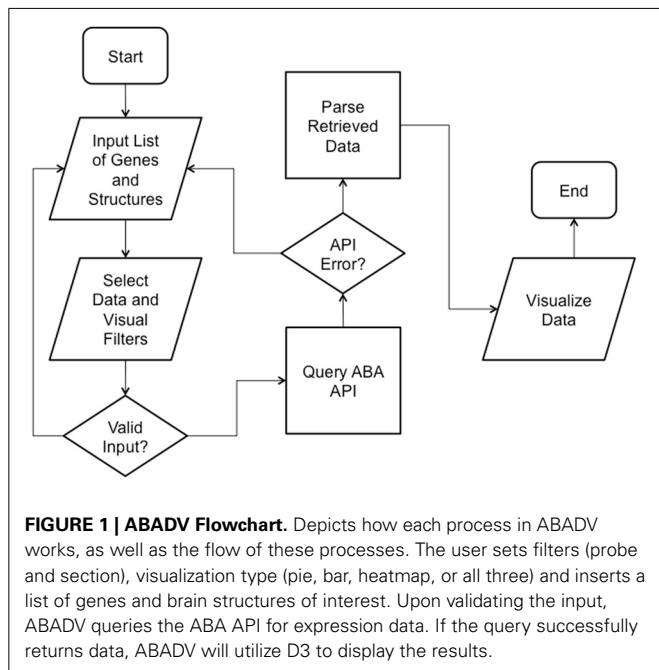 Start
Input List
of Genes
and
Structures
Select
Data and
Visual
Filters
Valid
Input?
Query ABA
API
API
Error?
Parse
Retrieved
Data
Visualize
Data
End
FIGURE 1 | ABADV Flowchart. Depicts how each process in ABADV
works, as well as the flow of these processes. The user sets filters (probe
and section), visualization type (pie, bar, heatmap, or all three) and inserts a
list of genes and brain structures of interest. Upon validating the input,
ABADV queries the ABA API for expression data. If the query successfully
returns data, ABADV will utilize D3 to display the results.